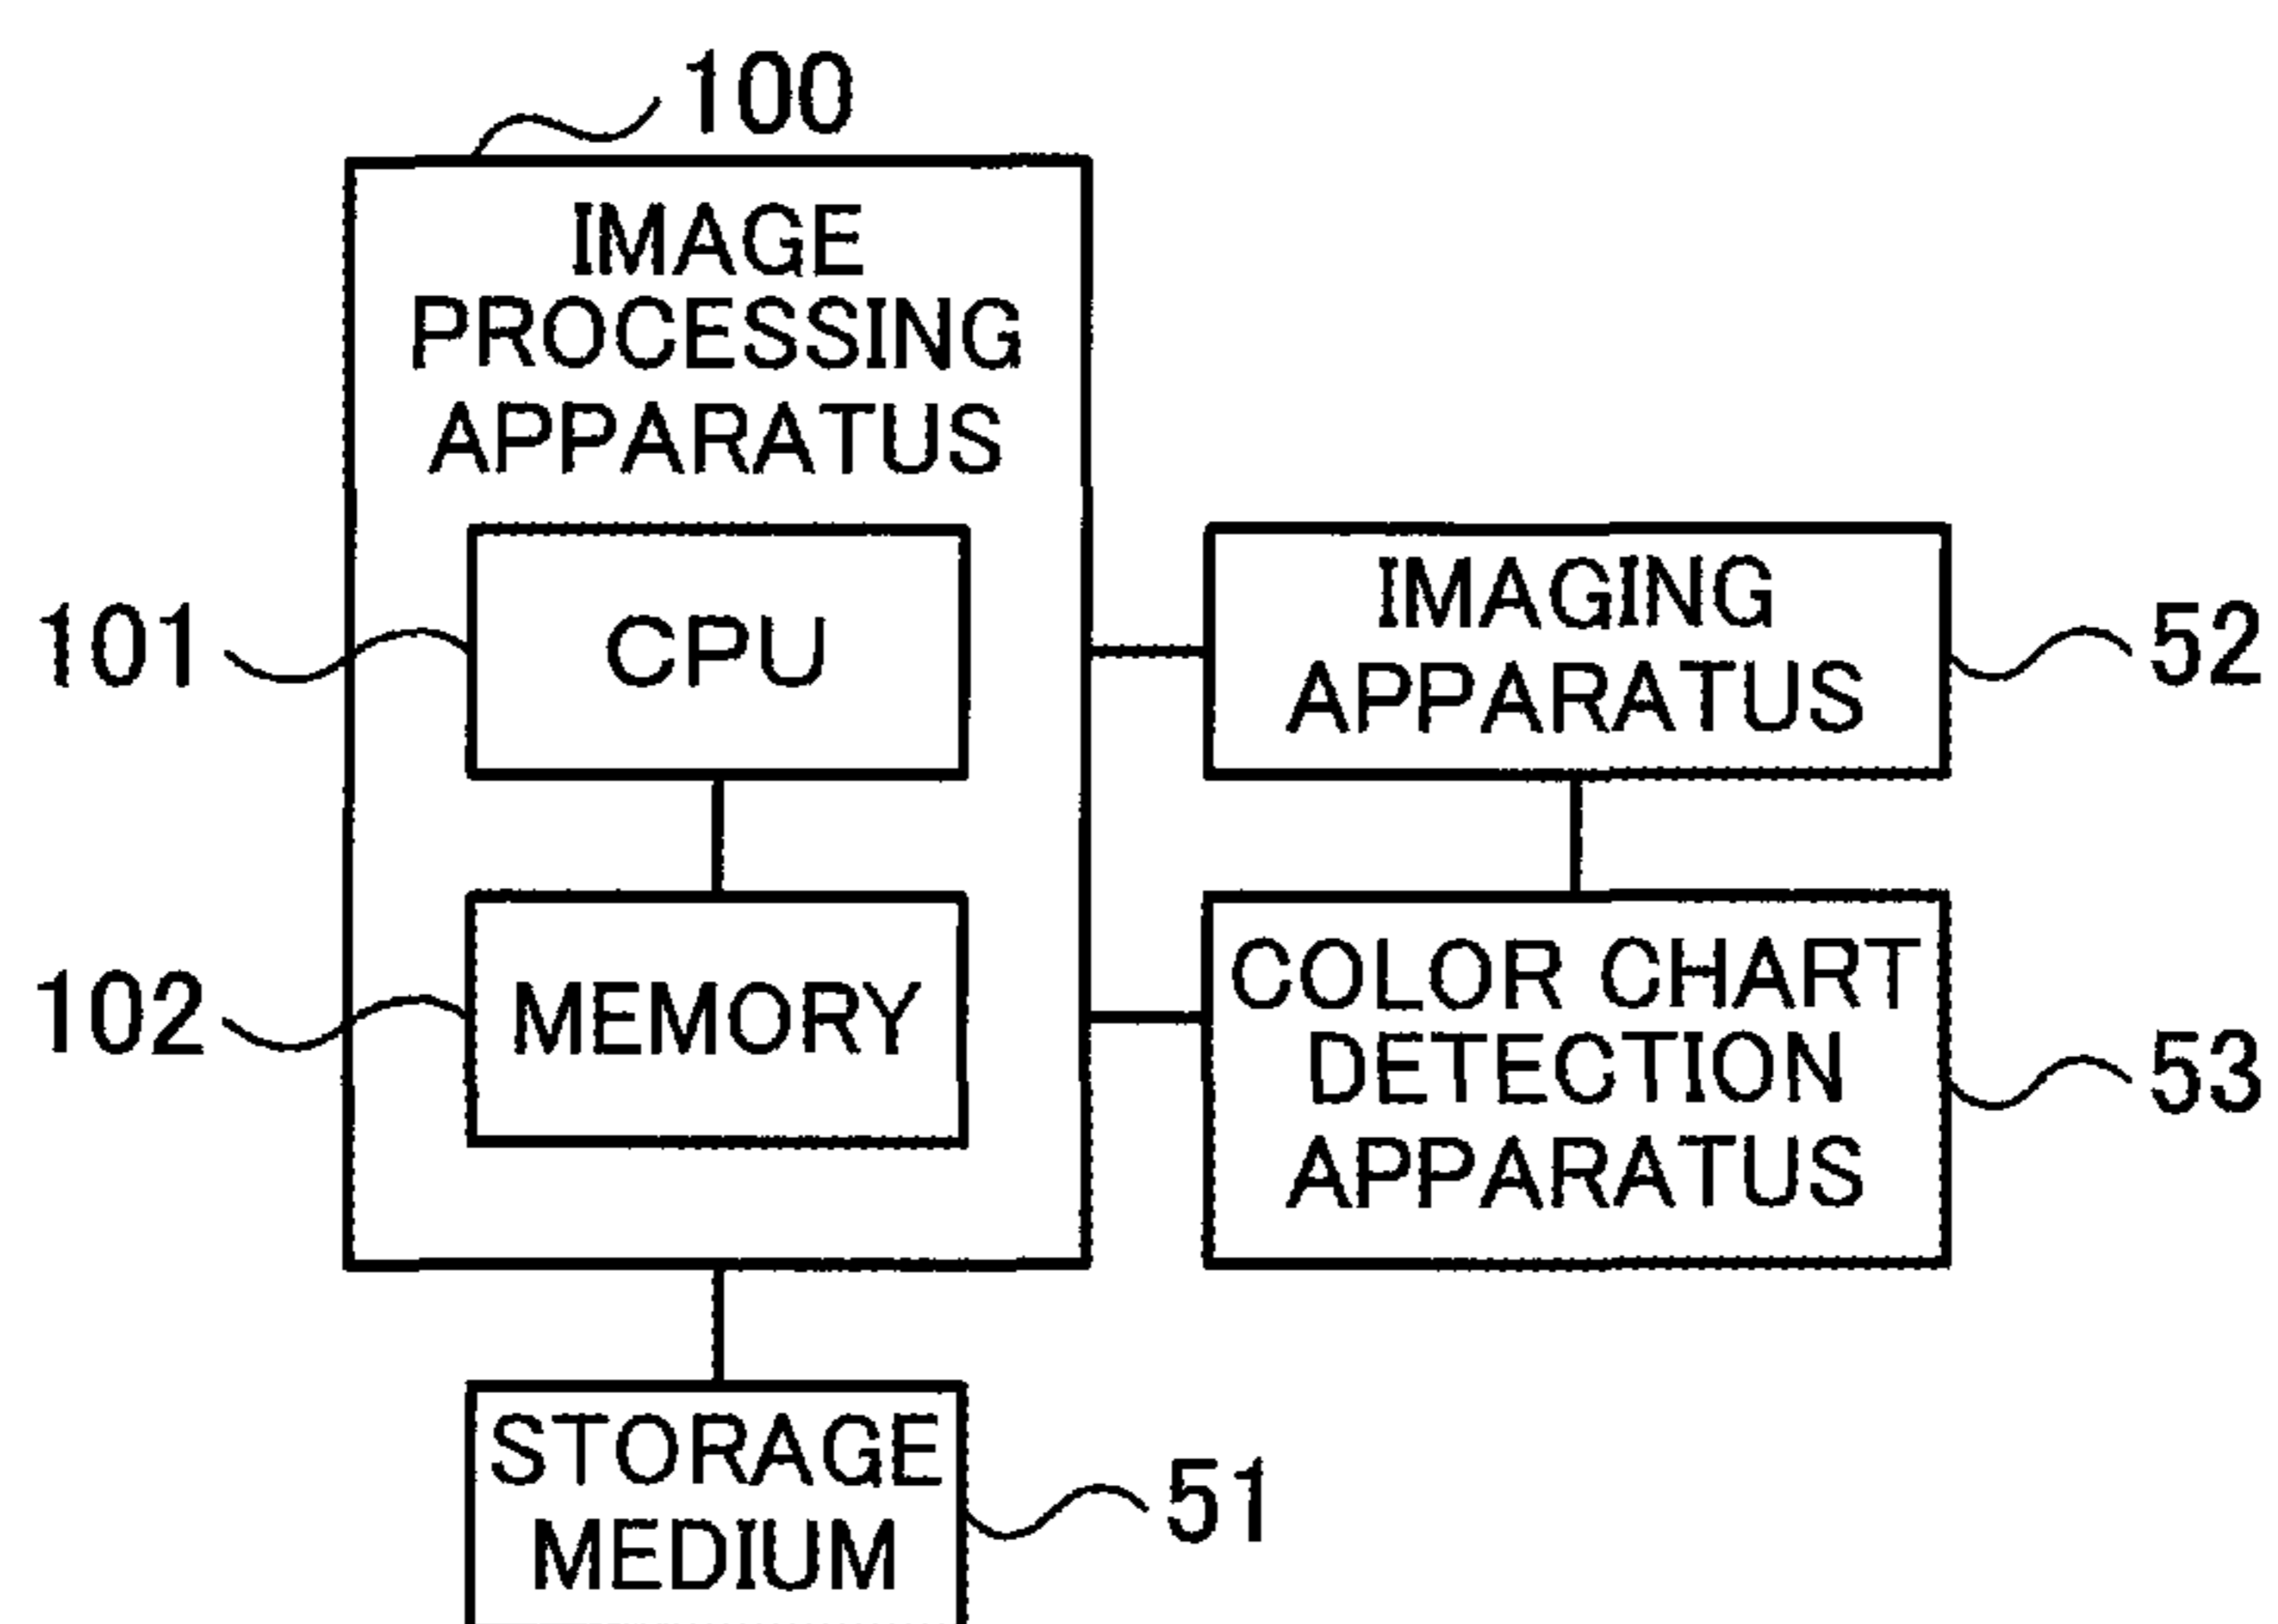 100
IMAGE
PROCESSING
APPARATUS
101
CPU
IMAGING
APPARATUS
52
102
MEMORY
COLOR CHART
DETECTION
APPARATUS
53
STORAGE
MEDIUM
51